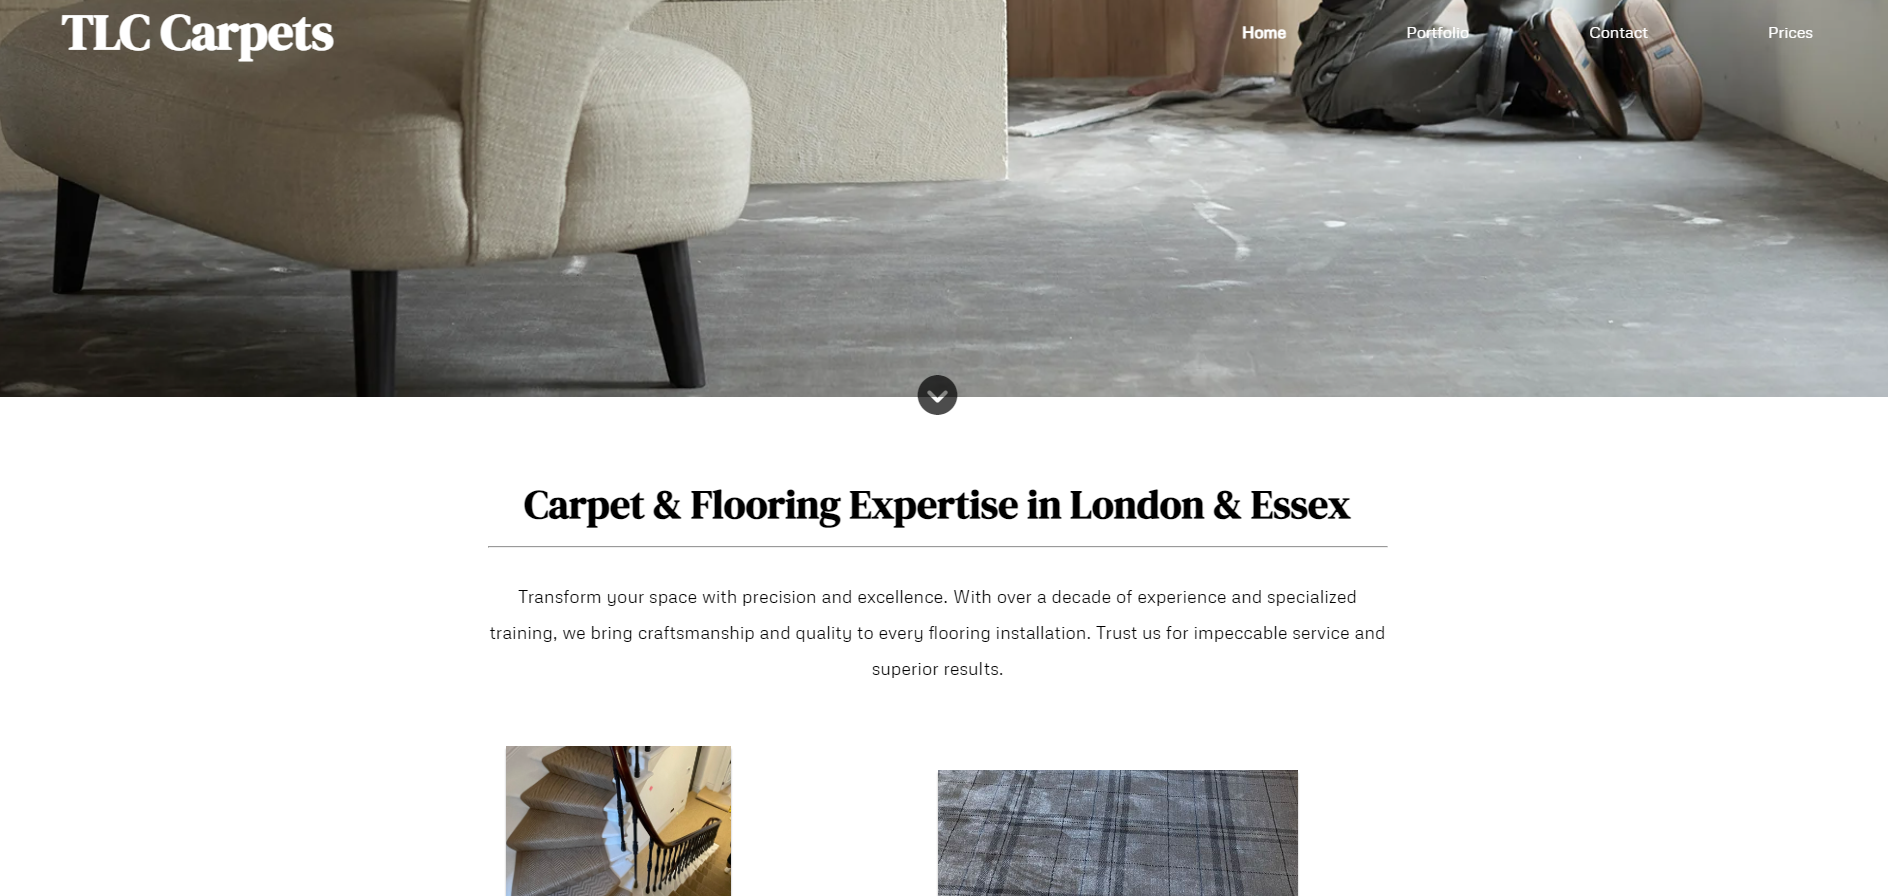 TLC Carpets
Home Portfolio Contact Prices
Carpet & Flooring Expertise in London & Essex
Transform your space with precision and excellence. With over a decade of experience and specialized
training, we bring craftsmanship and quality to every flooring installation. Trust us for impeccable service and
superior results.